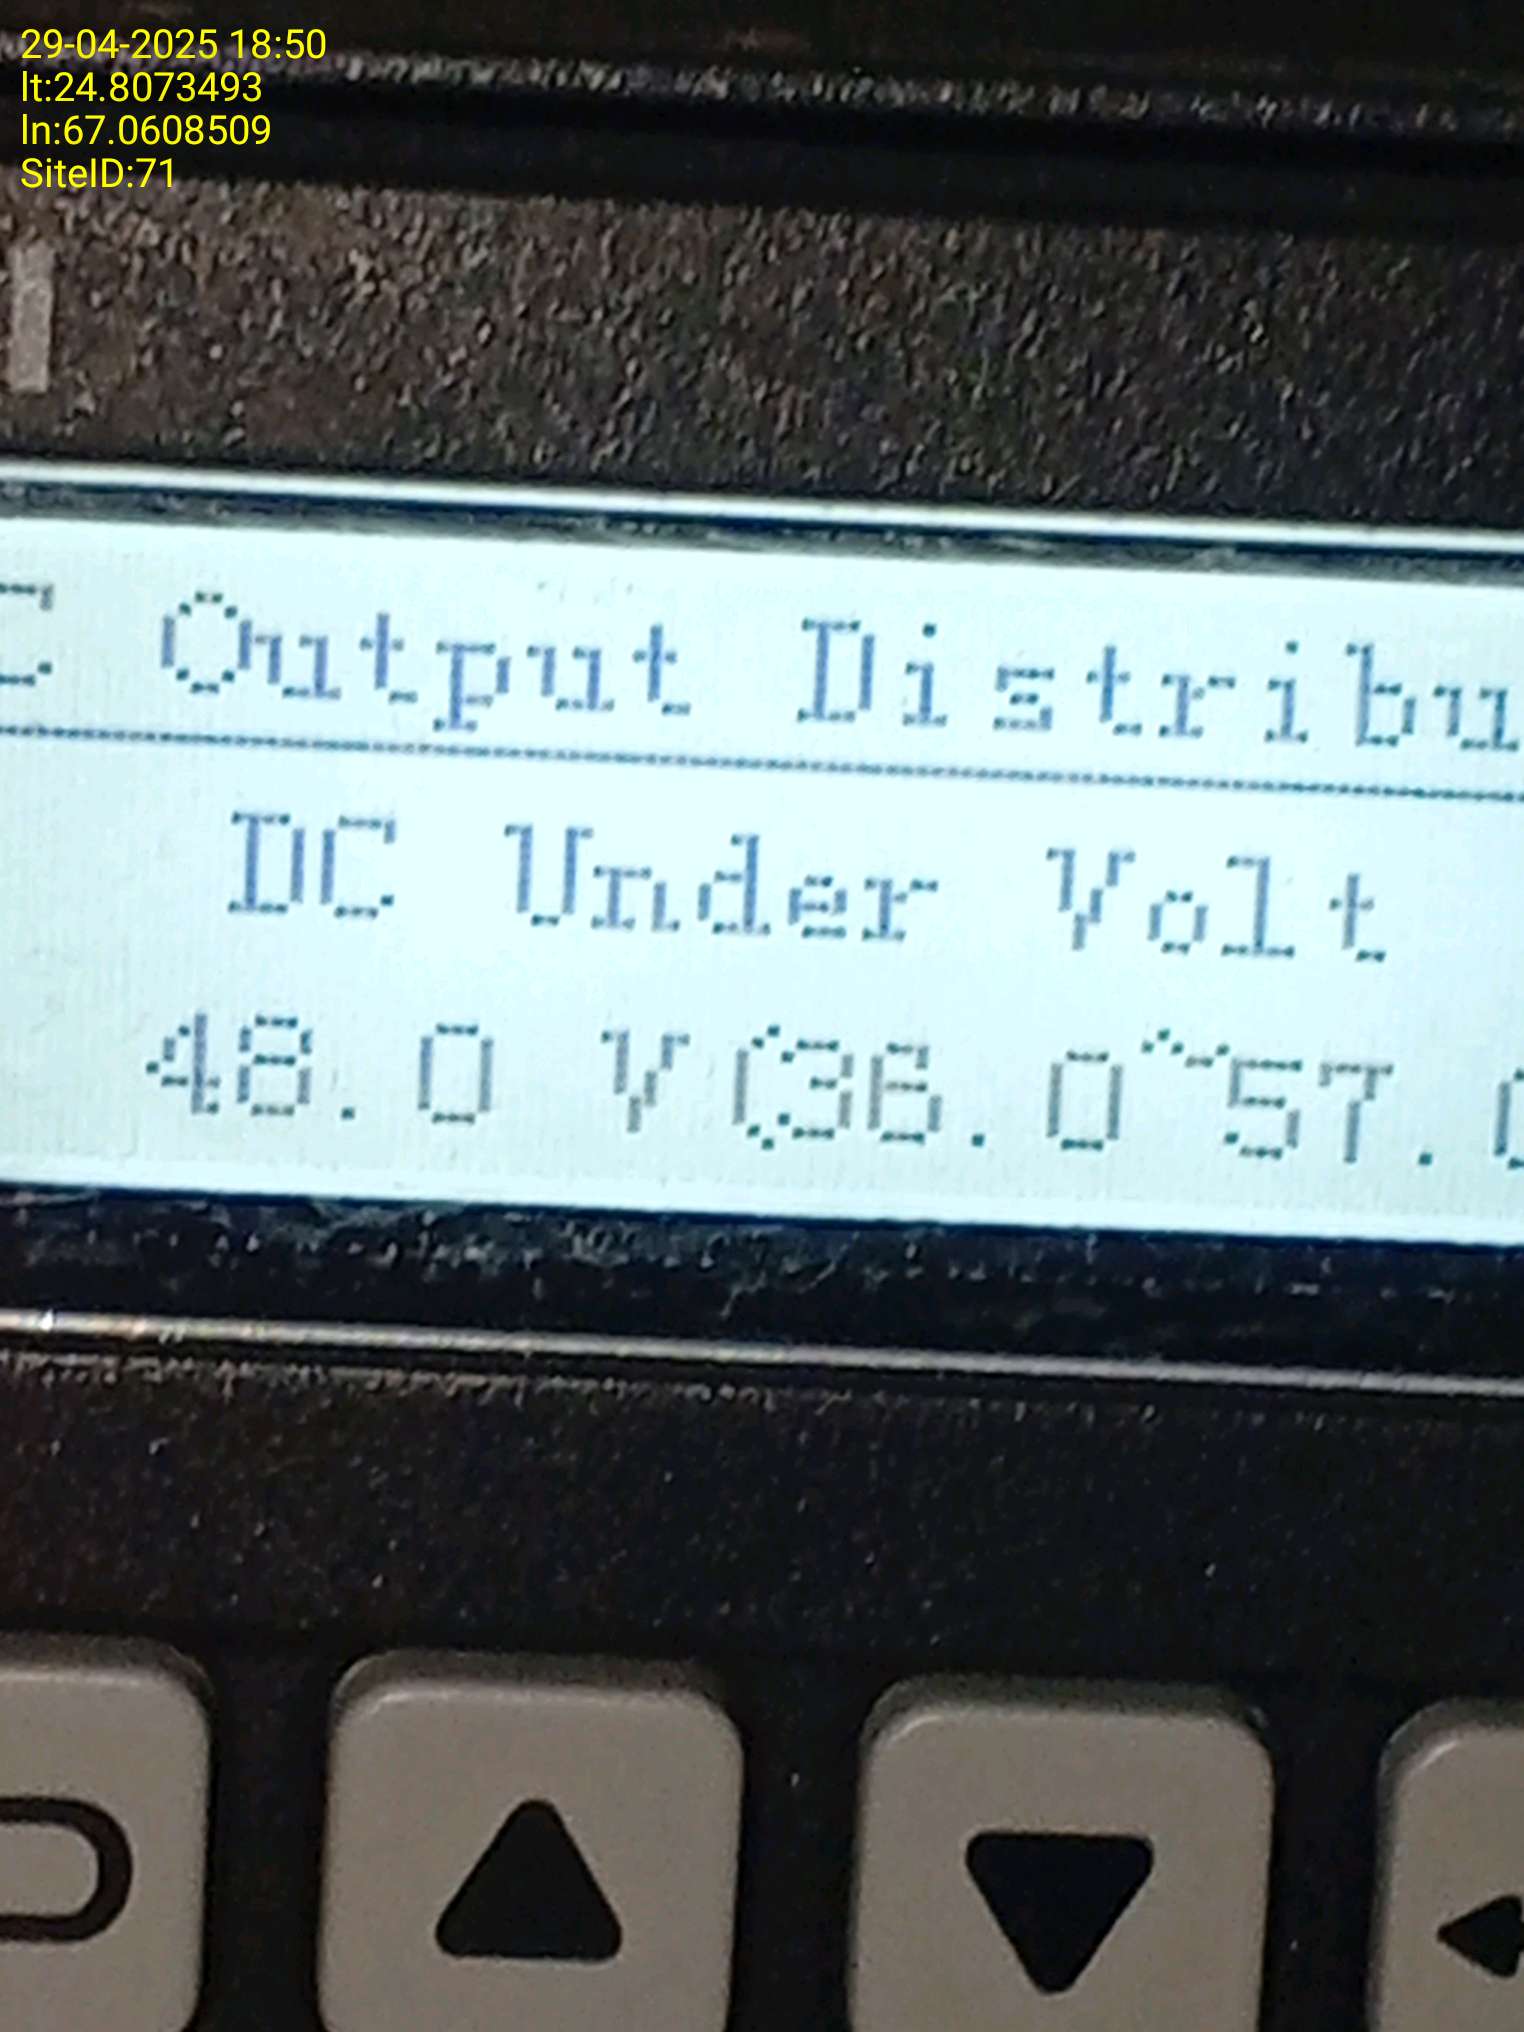 29-04-2025 18:50
lt:24.8073493
ln:67.0608509
SiteID:71
C Output Distribu
DC Under Volt
48.0 V(36.0~57.0